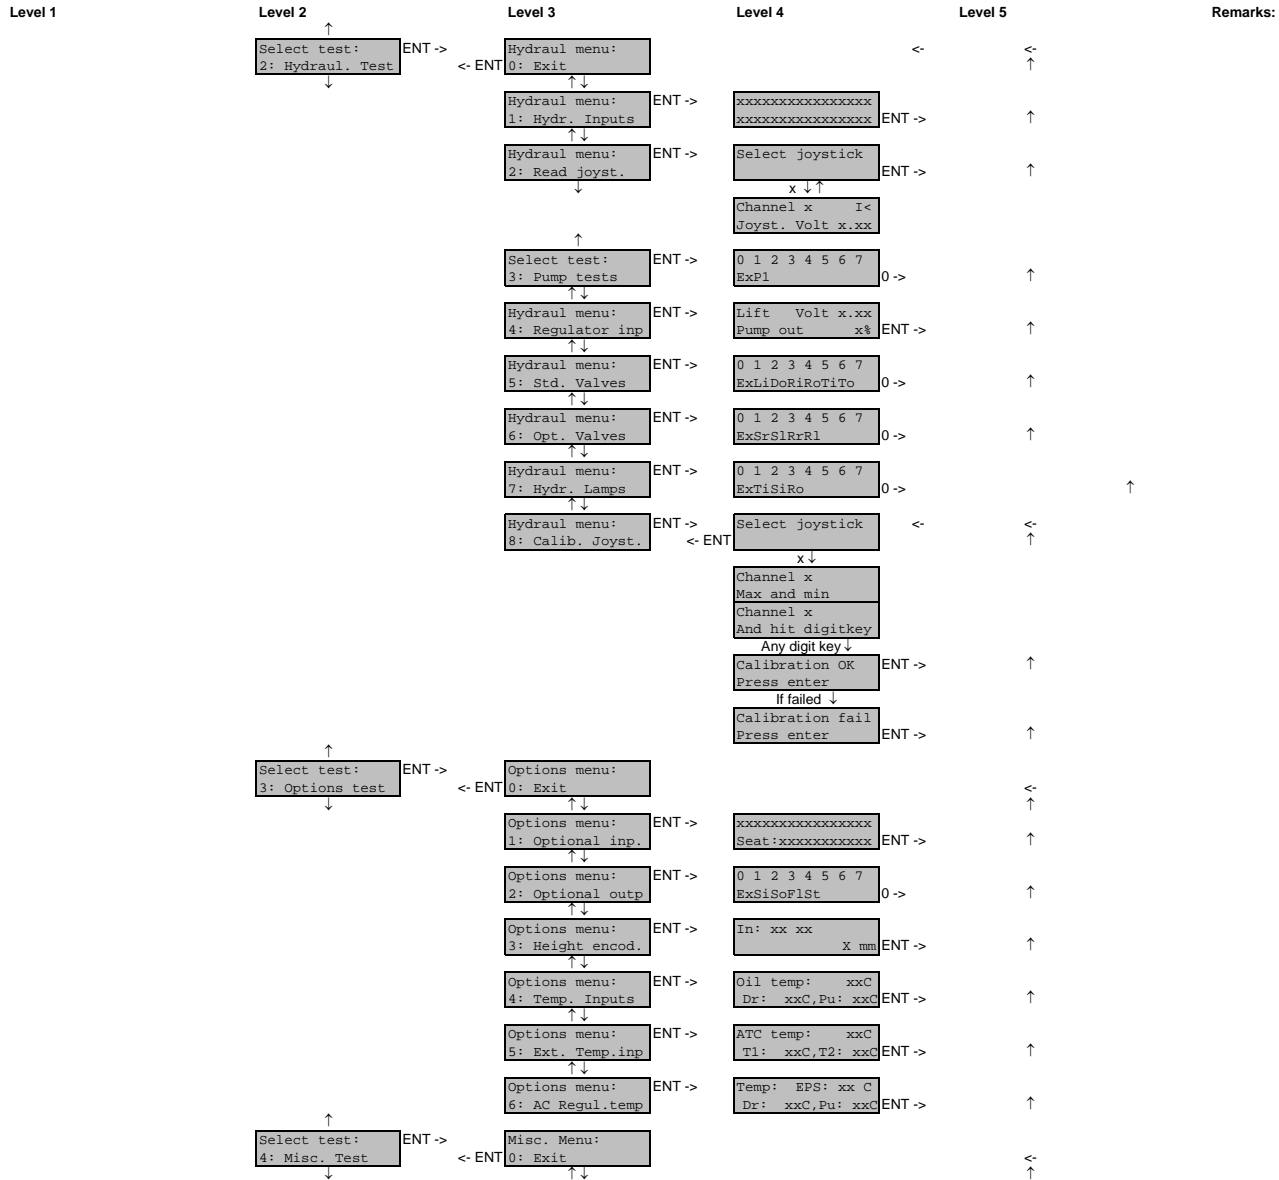 Level 1 Level 2 Level 3 Level 4 Level 5 Remarks:
↑
Select test: ENT -> Hydraul menu: <- <-
2: Hydraul. Test <- ENT 0: Exit ↑
↓ ↑↓
Hydraul menu: ENT -> xxxxxxxxxxxxxxxx
1: Hydr. Inputs xxxxxxxxxxxxxxxx ENT -> ↑
↑↓
Hydraul menu: ENT -> Select joystick
2: Read joyst. ENT -> ↑
↓ x ↓↑
Channel x I<
Joyst. Volt x.xx
↑
Select test: ENT -> 0 1 2 3 4 5 6 7
3: Pump tests ExP1 0 -> ↑
↑↓
Hydraul menu: ENT -> Lift Volt x.xx
4: Regulator inp Pump out x% ENT -> ↑
↑↓
Hydraul menu: ENT -> 0 1 2 3 4 5 6 7
5: Std. Valves ExLiDoRiRoTiTo 0 -> ↑
↑↓
Hydraul menu: ENT -> 0 1 2 3 4 5 6 7
6: Opt. Valves ExSrSlRrRl 0 -> ↑
↑↓
Hydraul menu: ENT -> 0 1 2 3 4 5 6 7
7: Hydr. Lamps ExTiSiRo 0 -> ↑
↑↓
Hydraul menu: ENT -> Select joystick <- <-
8: Calib. Joyst. <- ENT ↑
x ↓
Channel x
Max and min
Channel x
And hit digitkey
Any digit key ↓
Calibration OK ENT -> ↑
Press enter
If failed ↓
Calibration fail
Press enter ENT -> ↑
↑
Select test: ENT -> Options menu:
3: Options test <- ENT 0: Exit <-
↓ ↑↓ ↑
Options menu: ENT -> xxxxxxxxxxxxxxxx
1: Optional inp. Seat:xxxxxxxxxxx ENT -> ↑
↑↓
Options menu: ENT -> 0 1 2 3 4 5 6 7
2: Optional outp ExSiSoFlSt 0 -> ↑
↑↓
Options menu: ENT -> In: xx xx
3: Height encod. X mm ENT -> ↑
↑↓
Options menu: ENT -> Oil temp: xxC
4: Temp. Inputs Dr: xxC,Pu: xxC ENT -> ↑
↑↓
Options menu: ENT -> ATC temp: xxC
5: Ext. Temp.inp T1: xxC,T2: xxC ENT -> ↑
↑↓
Options menu: ENT -> Temp: EPS: xx C
6: AC Regul.temp Dr: xxC,Pu: xxC ENT -> ↑
↑
Select test: ENT -> Misc. Menu:
4: Misc. Test <- ENT 0: Exit <-
↓ ↑↓ ↑